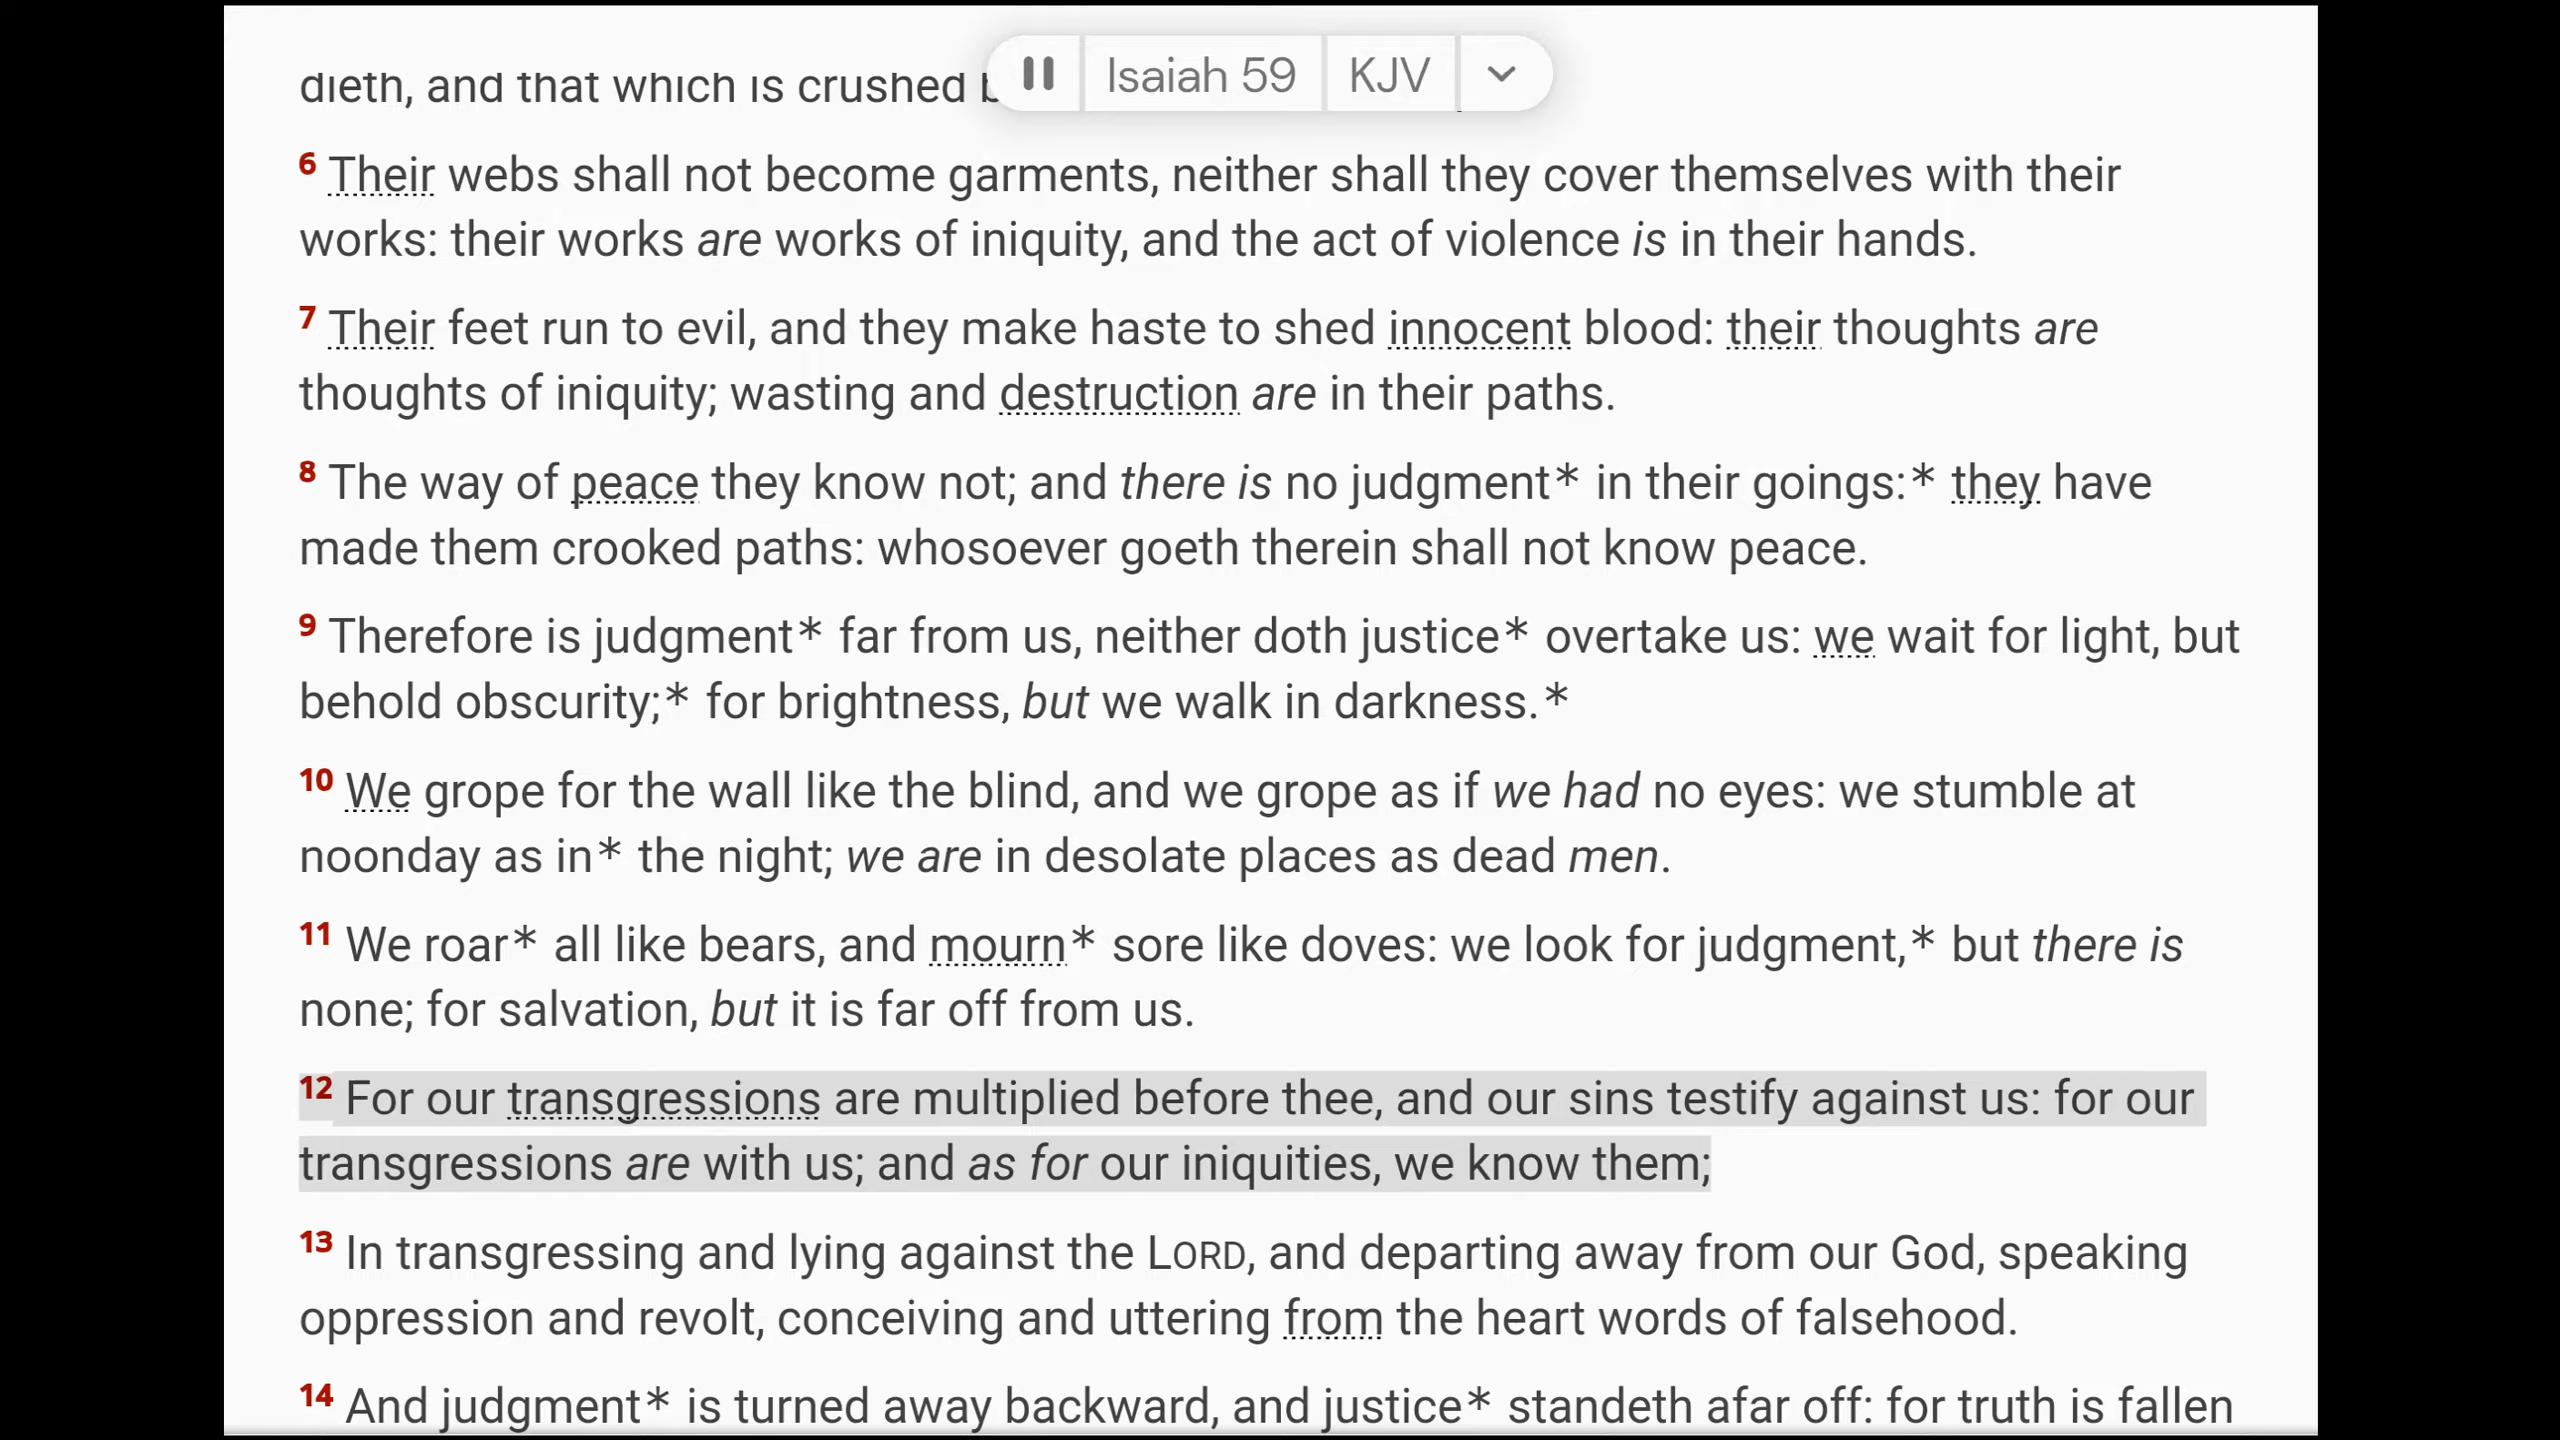 Isaiah 59 KJV
dieth, and that which is crushed
6 Their webs shall not become garments, neither shall they cover themselves with their
works: their works are works of iniquity, and the act of violence is in their hands.
7 Their feet run to evil, and they make haste to shed innocent blood: their thoughts are
thoughts of iniquity; wasting and destruction are in their paths.
8 The way of peace they know not; and there is no judgment* in their goings:* they have
made them crooked paths: whosoever goeth therein shall not know peace.
9 Therefore is judgment* far from us, neither doth justice* overtake us: we wait for light, but
behold obscurity;* for brightness, but we walk in darkness.*
10 We grope for the wall like the blind, and we grope as if we had no eyes: we stumble at
noonday as in* the night; we are in desolate places as dead men.
11 We roar* all like bears, and mourn* sore like doves: we look for judgment,* but there is
none; for salvation, but it is far off from us.
12 For our transgressions are multiplied before thee, and our sins testify against us: for our
transgressions are with us; and as for our iniquities, we know them;
13 In transgressing and lying against the LORD, and departing away from our God, speaking
oppression and revolt, conceiving and uttering from the heart words of falsehood.
14 And judgment* is turned away backward, and justice* standeth afar off: for truth is fallen